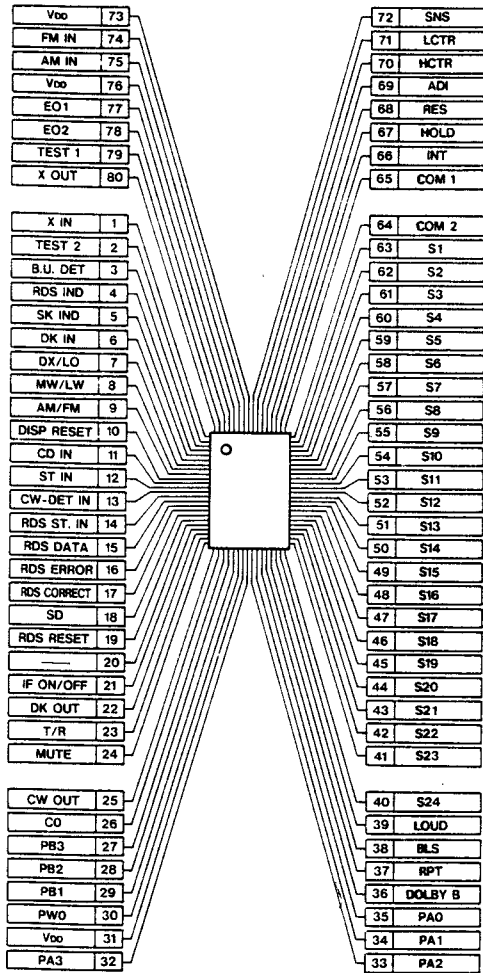 VDD 73
FM IN 74
AM IN 75
VDD 76
EO1 77
EO2 78
TEST 1 79
X OUT 80
X IN 1
TEST 2 2
B.U. DET 3
RDS IND 4
SK IND 5
DK IN 6
DX/LO 7
MW/LW 8
AM/FM 9
DISP RESET 10
CD IN 11
ST IN 12
CW-DET IN 13
RDS ST. IN 14
RDS DATA 15
RDS ERROR 16
RDS CORRECT 17
SD 18
RDS RESET 19
— 20
IF ON/OFF 21
DK OUT 22
T/R 23
MUTE 24
CW OUT 25
C0 26
PB3 27
PB2 28
PB1 29
PW0 30
VDD 31
PA3 32
72 SNS
71 LCTR
70 HCTR
69 ADI
68 RES
67 HOLD
66 INT
65 COM 1
64 COM 2
63 S1
62 S2
61 S3
60 S4
59 S5
58 S6
57 S7
56 S8
55 S9
54 S10
53 S11
52 S12
51 S13
50 S14
49 S15
48 S16
47 S17
46 S18
45 S19
44 S20
43 S21
42 S22
41 S23
40 S24
39 LOUD
38 BLS
37 RPT
36 DOLBY B
35 PA0
34 PA1
33 PA2